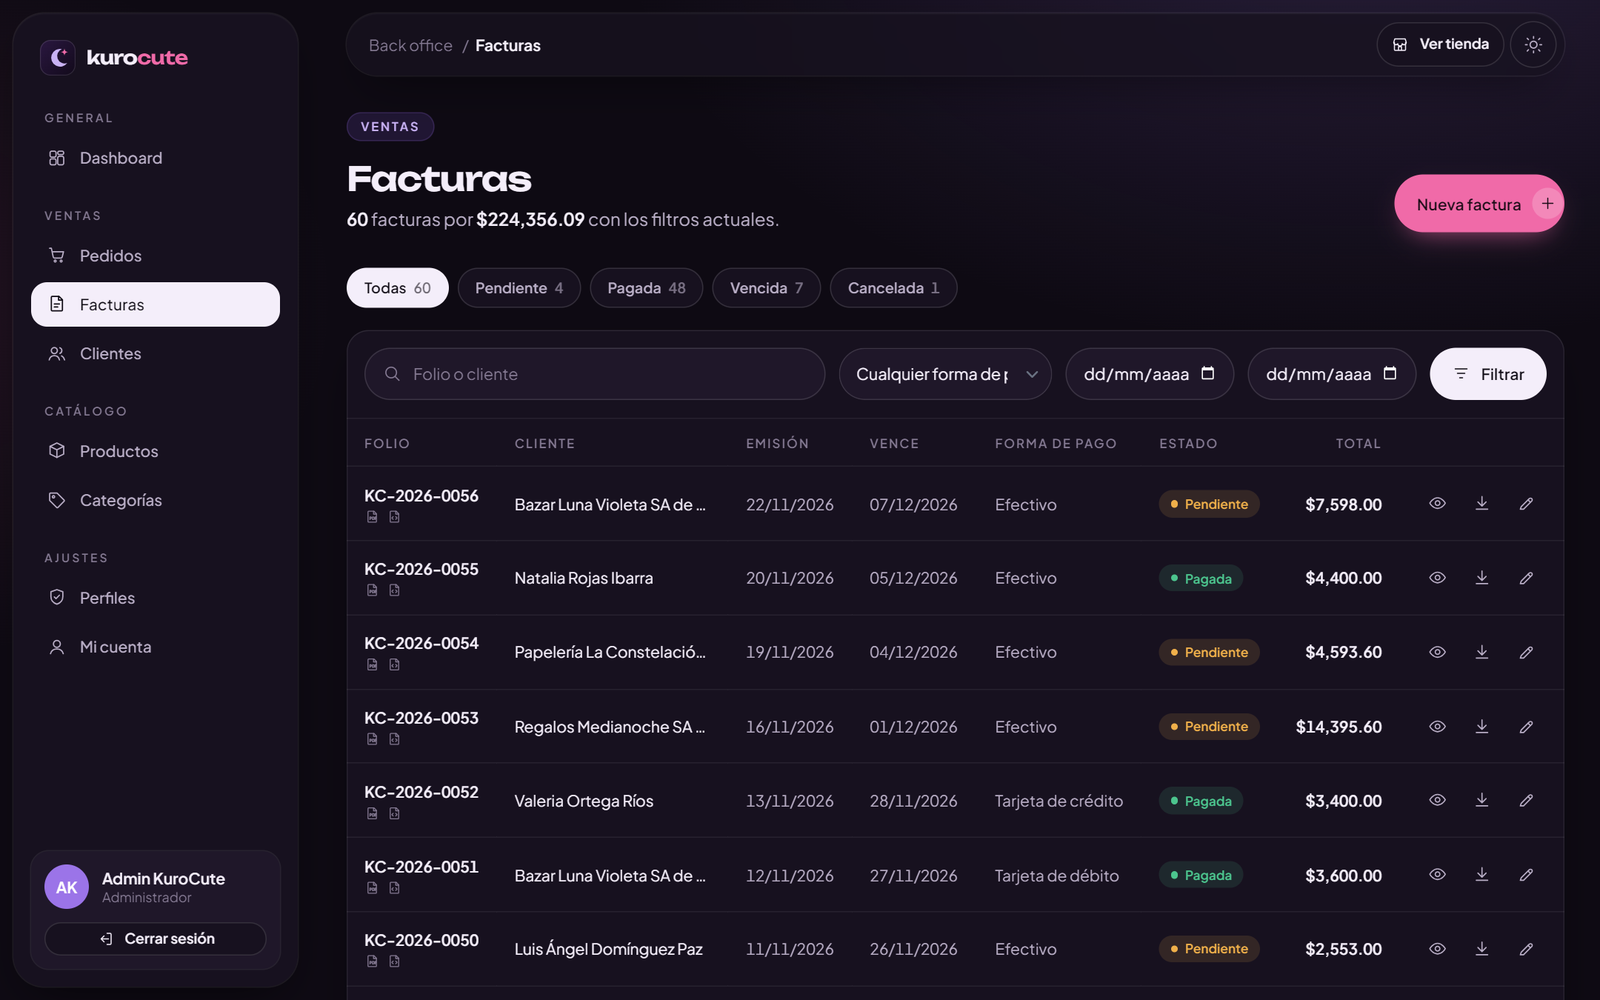 kurocute
GENERAL
Dashboard
VENTAS
Pedidos
Facturas
Clientes
CATÁLOGO
Productos
Categorías
AJUSTES
Perfiles
Mi cuenta
AK
Admin KuroCute
Administrador
Cerrar sesión
Back office / Facturas
Ver tienda
VENTAS
Facturas
60 facturas por $224,356.09 con los filtros actuales.
Nueva factura +
Todas 60 Pendiente 4 Pagada 48 Vencida 7 Cancelada 1
Folio o cliente Cualquier forma de p dd/mm/aaaa dd/mm/aaaa Filtrar
FOLIO CLIENTE EMISIÓN VENCE FORMA DE PAGO ESTADO TOTAL
KC-2026-0056 Bazar Luna Violeta SA de ... 22/11/2026 07/12/2026 Efectivo Pendiente $7,598.00
KC-2026-0055 Natalia Rojas Ibarra 20/11/2026 05/12/2026 Efectivo Pagada $4,400.00
KC-2026-0054 Papelería La Constelació... 19/11/2026 04/12/2026 Efectivo Pendiente $4,593.60
KC-2026-0053 Regalos Medianoche SA ... 16/11/2026 01/12/2026 Efectivo Pendiente $14,395.60
KC-2026-0052 Valeria Ortega Ríos 13/11/2026 28/11/2026 Tarjeta de crédito Pagada $3,400.00
KC-2026-0051 Bazar Luna Violeta SA de ... 12/11/2026 27/11/2026 Tarjeta de débito Pagada $3,600.00
KC-2026-0050 Luis Ángel Domínguez Paz 11/11/2026 26/11/2026 Efectivo Pendiente $2,553.00